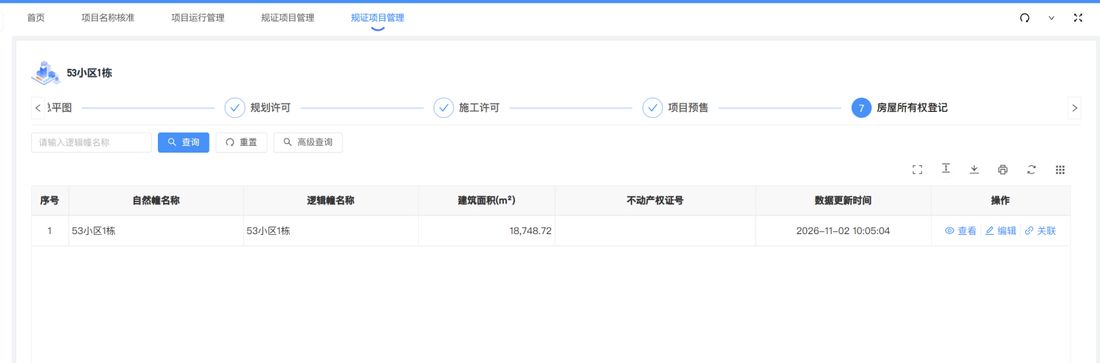 首页 项目名称核准 项目运行管理 规证项目管理 规证项目管理
53小区1栋
总平图 规划许可 施工许可 项目预售 7 房屋所有权登记
请输入逻辑幢名称 查询 重置 高级查询
序号 自然幢名称 逻辑幢名称 建筑面积(m²) 不动产权证号 数据更新时间 操作
1 53小区1栋 53小区1栋 18,748.72 2026-11-02 10:05:04 查看 编辑 关联